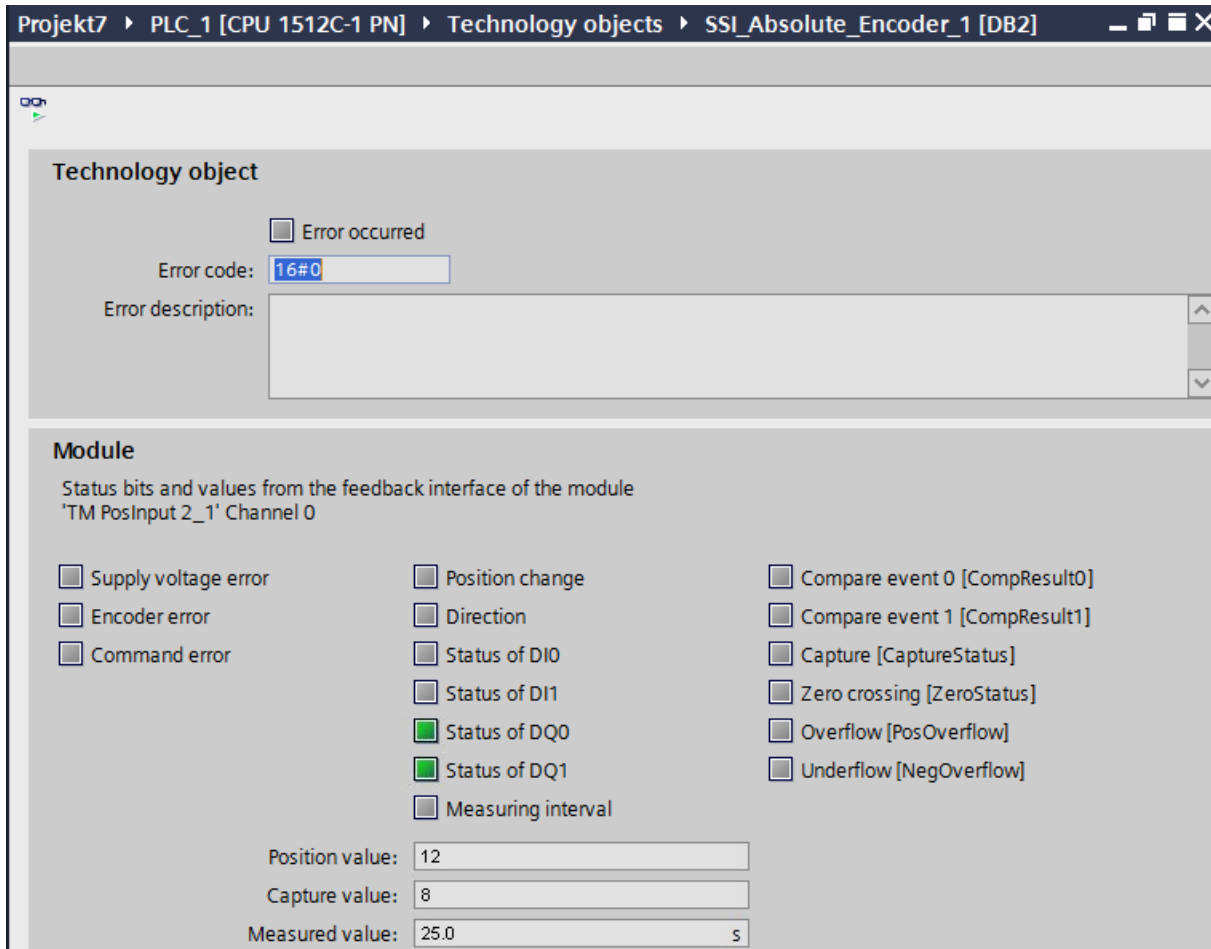 Projekt7 ▸ PLC_1 [CPU 1512C-1 PN] ▸ Technology objects ▸ SSI_Absolute_Encoder_1 [DB2]
Technology object
Error occurred
Error code: 16#0
Error description:
Module
Status bits and values from the feedback interface of the module
'TM PosInput 2_1' Channel 0
Supply voltage error Position change Compare event 0 [CompResult0]
Encoder error Direction Compare event 1 [CompResult1]
Command error Status of DI0 Capture [CaptureStatus]
Status of DI1 Zero crossing [ZeroStatus]
Status of DQ0 Overflow [PosOverflow]
Status of DQ1 Underflow [NegOverflow]
Measuring interval
Position value: 12
Capture value: 8
Measured value: 25.0 s